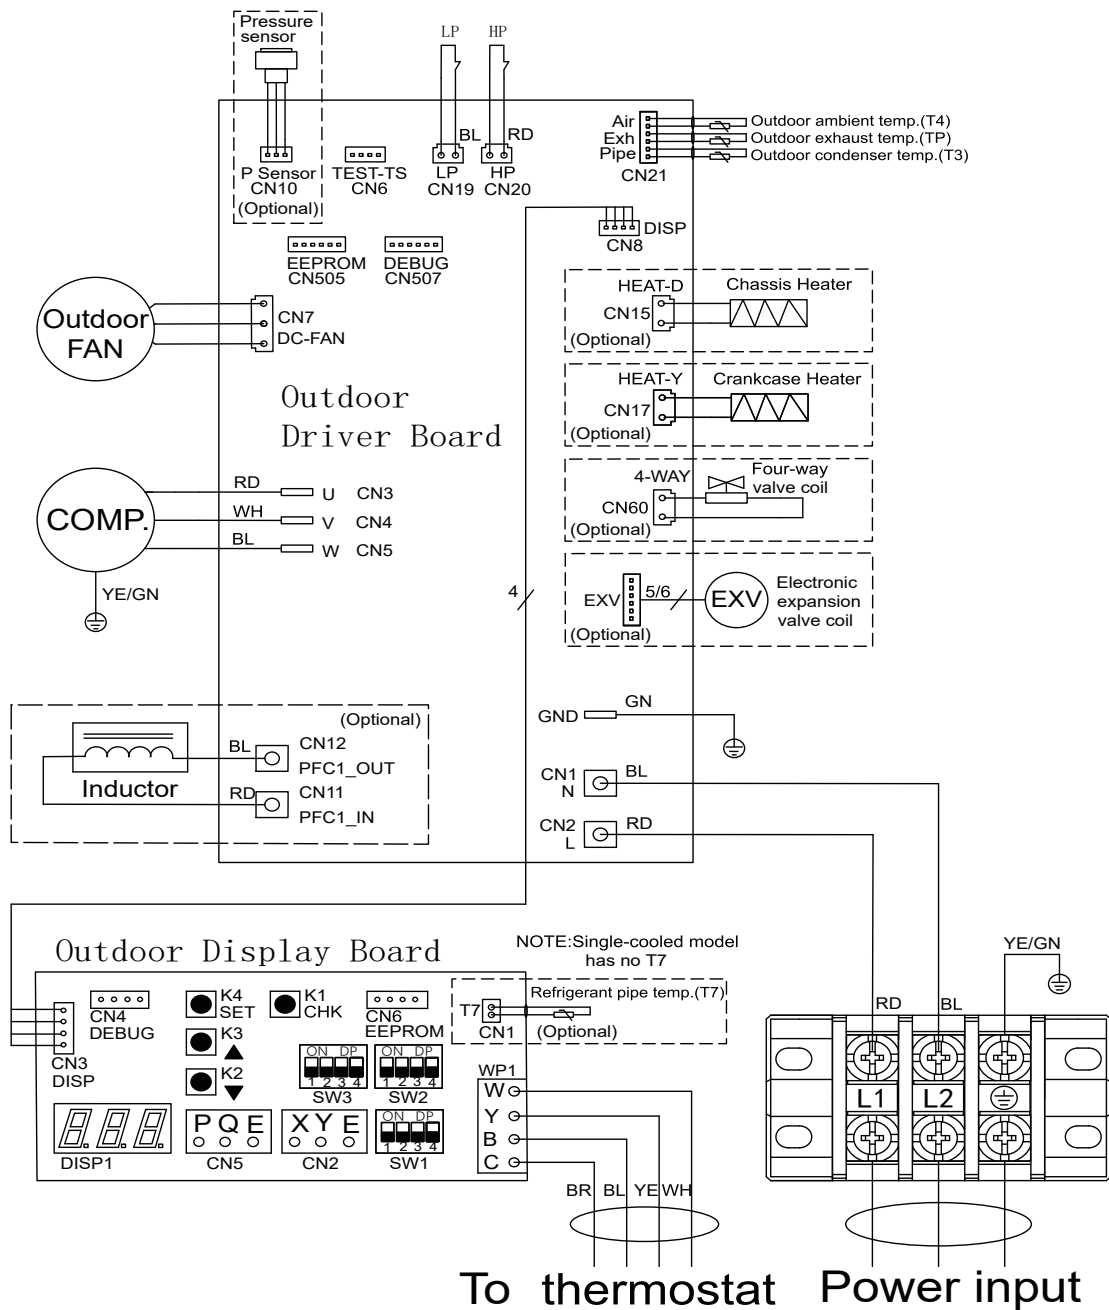 Pressure
sensor
LP
HP
BL
RD
P Sensor
CN10
(Optional)
TEST-TS
CN6
LP
CN19
HP
CN20
Air
Exh
Pipe
CN21
Outdoor ambient temp.(T4)
Outdoor exhaust temp.(TP)
Outdoor condenser temp.(T3)
DISP
CN8
EEPROM
CN505
DEBUG
CN507
Outdoor
FAN
CN7
DC-FAN
HEAT-D
CN15
(Optional)
Chassis Heater
HEAT-Y
CN17
(Optional)
Crankcase Heater
Outdoor
Driver Board
4-WAY
CN60
(Optional)
Four-way
valve coil
COMP.
RD
U CN3
WH
V CN4
BL
W CN5
YE/GN
4
EXV
5/6
(Optional)
EXV
Electronic
expansion
valve coil
GND
GN
(Optional)
Inductor
BL
CN12
PFC1_OUT
RD
CN11
PFC1_IN
CN1
N
BL
CN2
L
RD
Outdoor Display Board
NOTE:Single-cooled model
has no T7
CN3
DISP
CN4
DEBUG
K4
SET
K1
CHK
K3
K2
CN6
EEPROM
T7
CN1
Refrigerant pipe temp.(T7)
(Optional)
ON DP
1 2 3 4
SW3
ON DP
1 2 3 4
SW2
ON DP
1 2 3 4
SW1
8.8.8.
DISP1
P Q E
CN5
X Y E
CN2
WP1
W
Y
B
C
BR BL YE WH
To thermostat
YE/GN
RD
BL
L1
L2
Power input